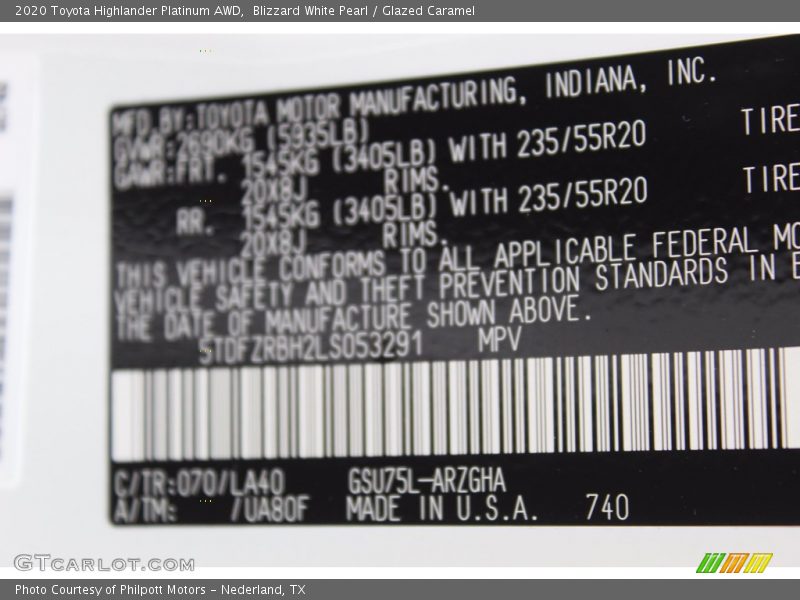 2020 Toyota Highlander Platinum AWD,  Blizzard White Pearl / Glazed Caramel
MFD.BY:TOYOTA MOTOR MANUFACTURING, INDIANA, INC.
GVWR:2690KG (5935LB)
GAWR:FRT. 1545KG (3405LB) WITH 235/55R20 TIRE
20X8J RIMS.
RR. 1545KG (3405LB) WITH 235/55R20 TIRE
20X8J RIMS.
THIS VEHICLE CONFORMS TO ALL APPLICABLE FEDERAL MO
VEHICLE SAFETY AND THEFT PREVENTION STANDARDS IN E
THE DATE OF MANUFACTURE SHOWN ABOVE.
5TDFZRBH2LS053291 MPV
C/TR:070/LA40 GSU75L-ARZGHA
A/TM: /UA80F MADE IN U.S.A. 740
GTCARLOT.COM
Photo Courtesy of Philpott Motors - Nederland, TX